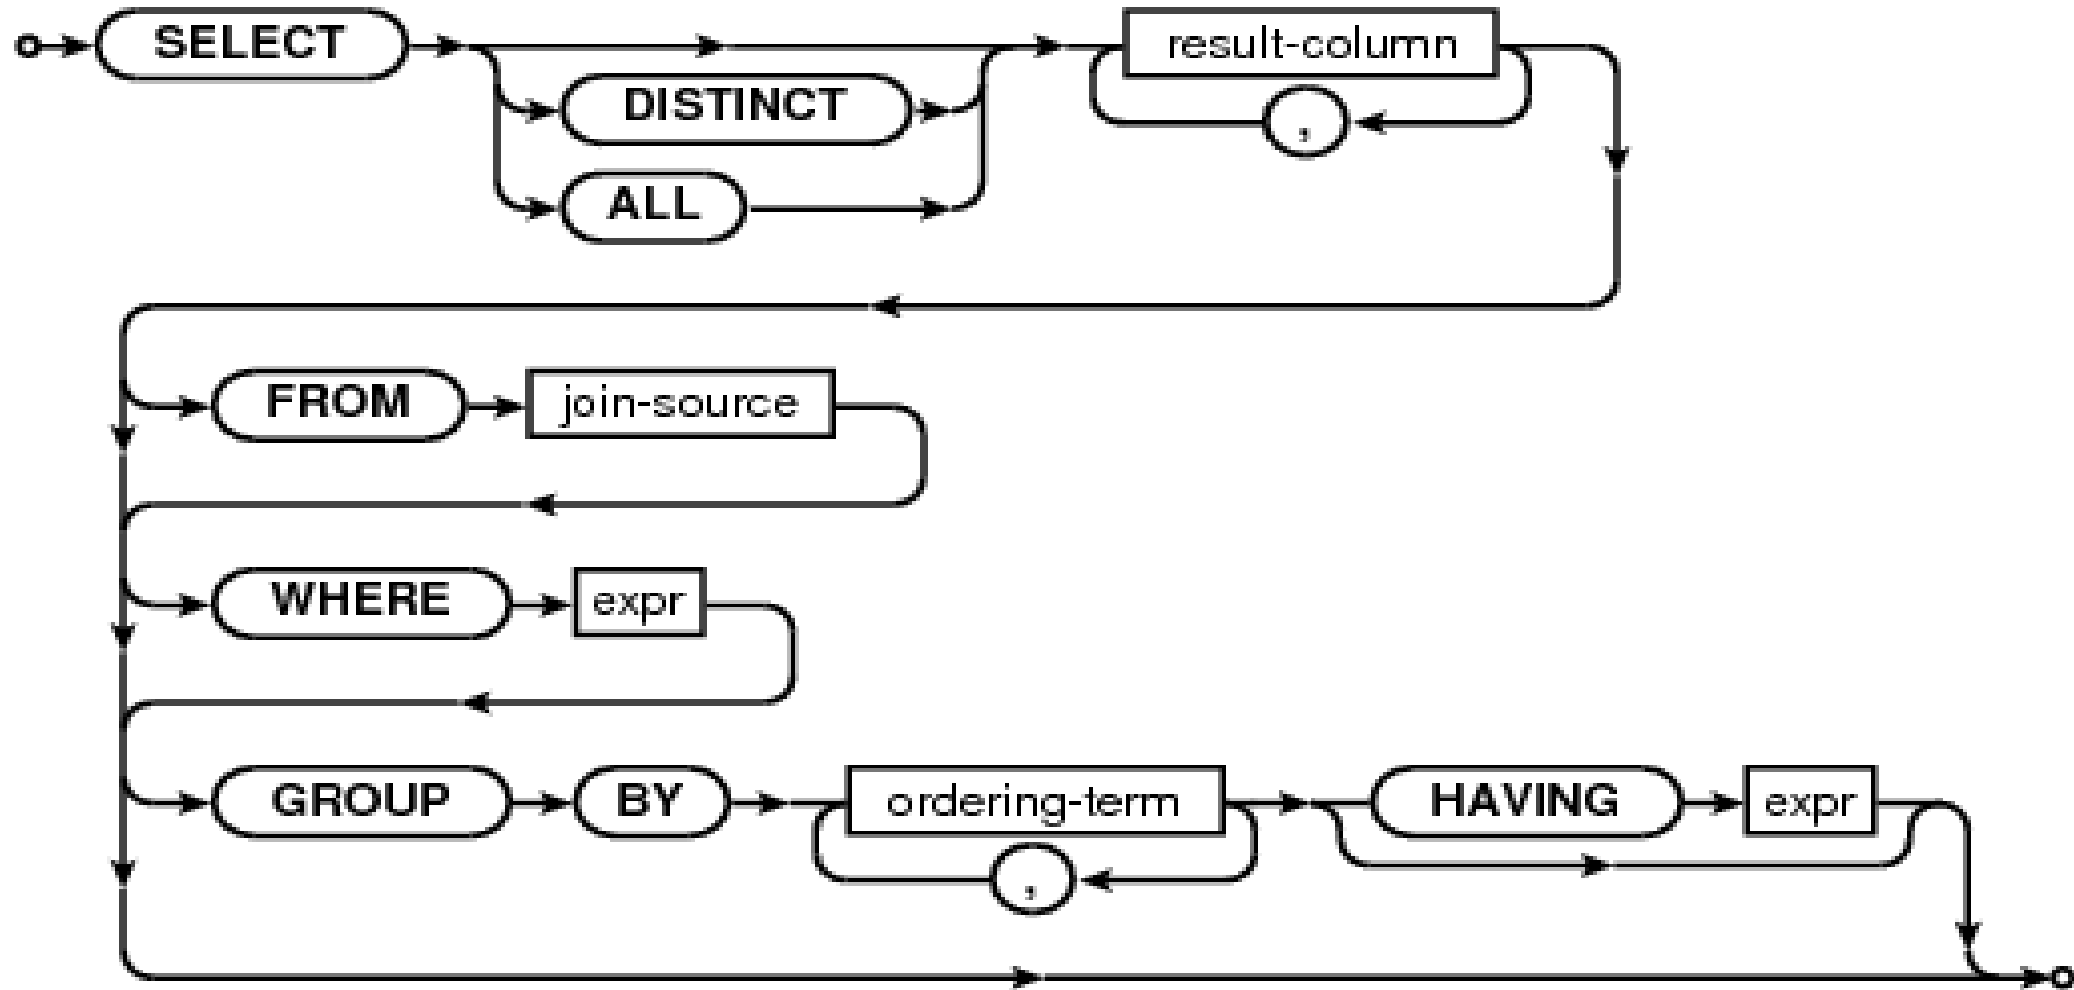 SELECT result-column
DISTINCT
,
ALL
FROM join-source
WHERE expr
GROUP BY ordering-term HAVING expr
,